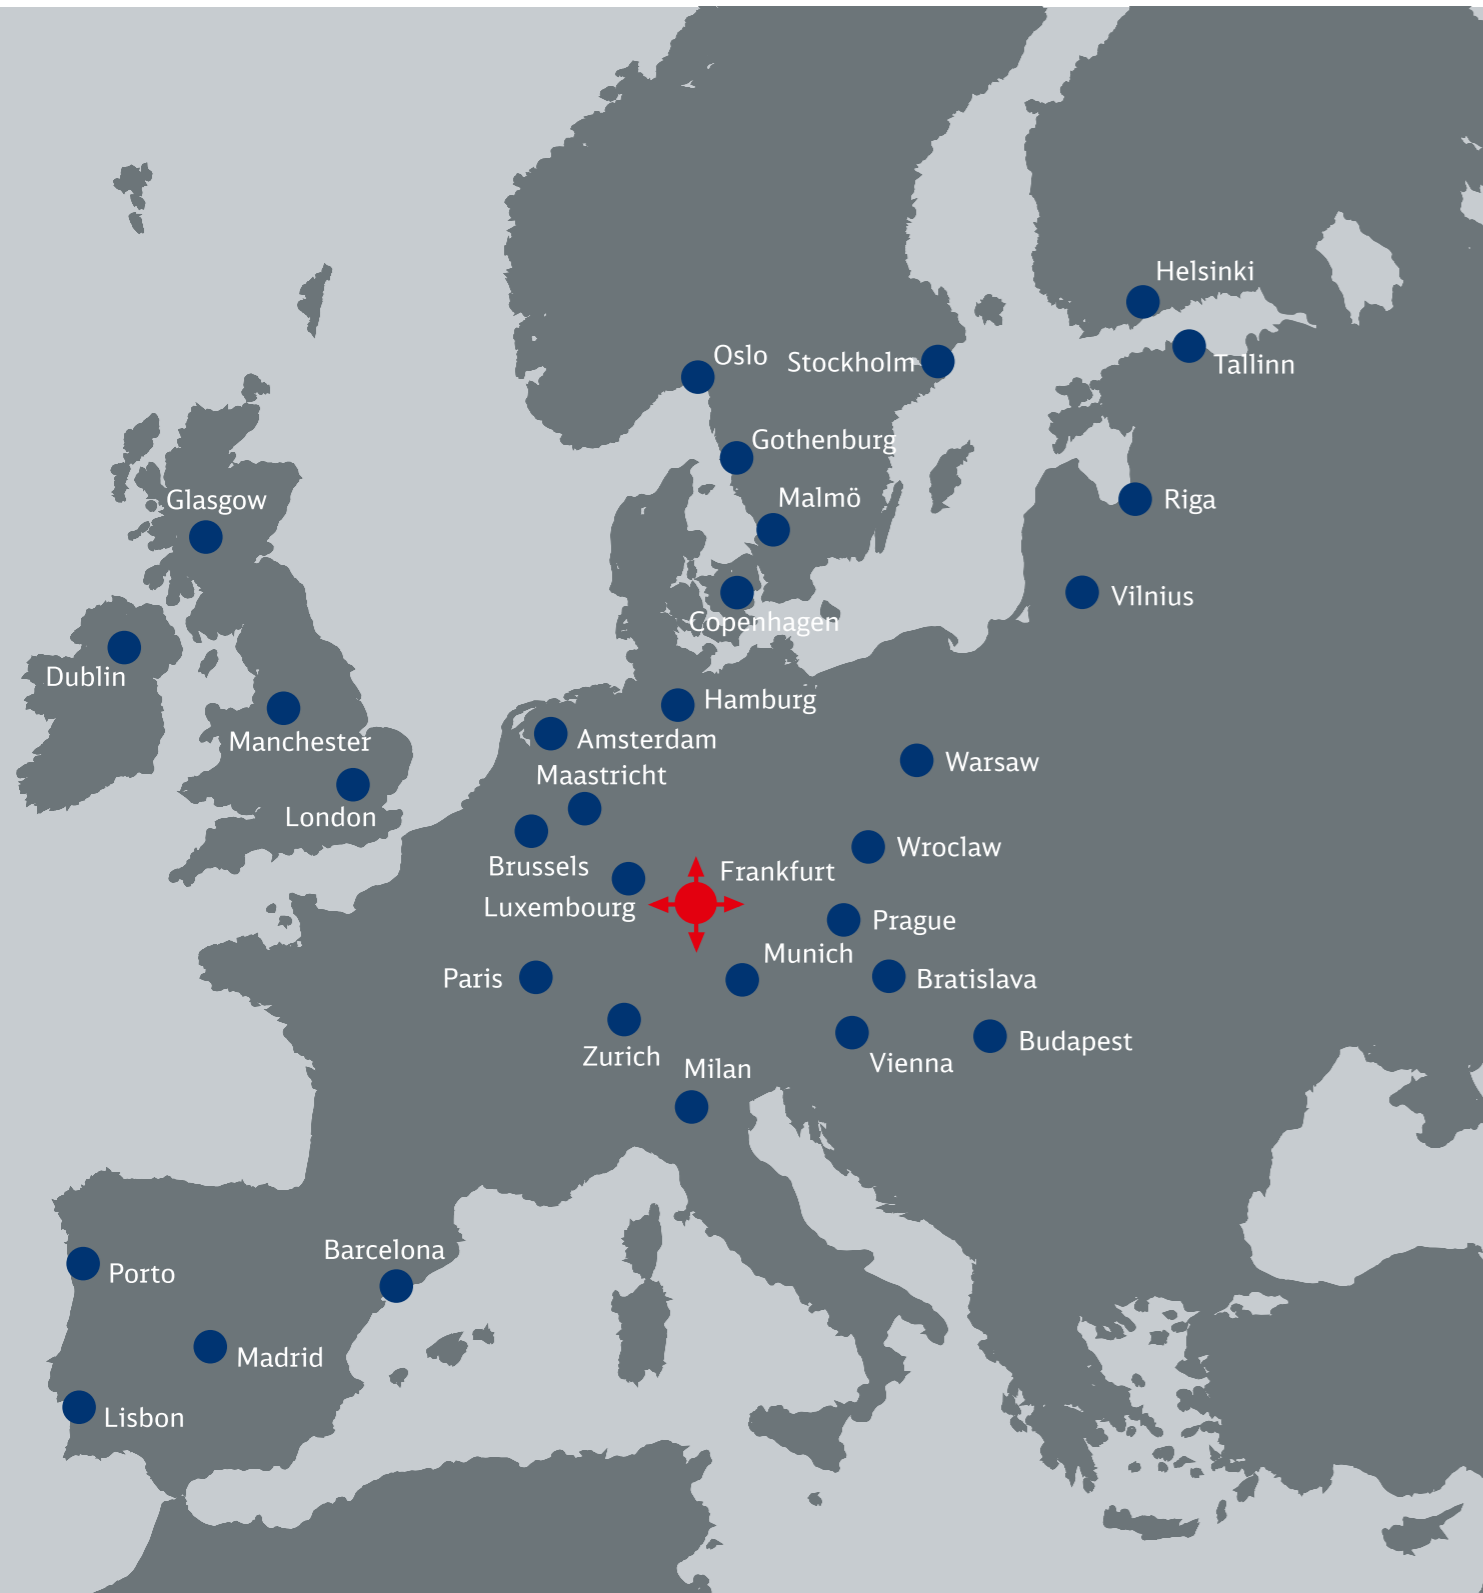 Helsinki
Oslo
Stockholm
Tallinn
Gothenburg
Malmö
Glasgow
Riga
Vilnius
Copenhagen
Dublin
Hamburg
Manchester
Amsterdam
Warsaw
Maastricht
London
Wroclaw
Brussels
Frankfurt
Luxembourg
Prague
Munich
Paris
Bratislava
Budapest
Zurich
Vienna
Milan
Barcelona
Porto
Madrid
Lisbon